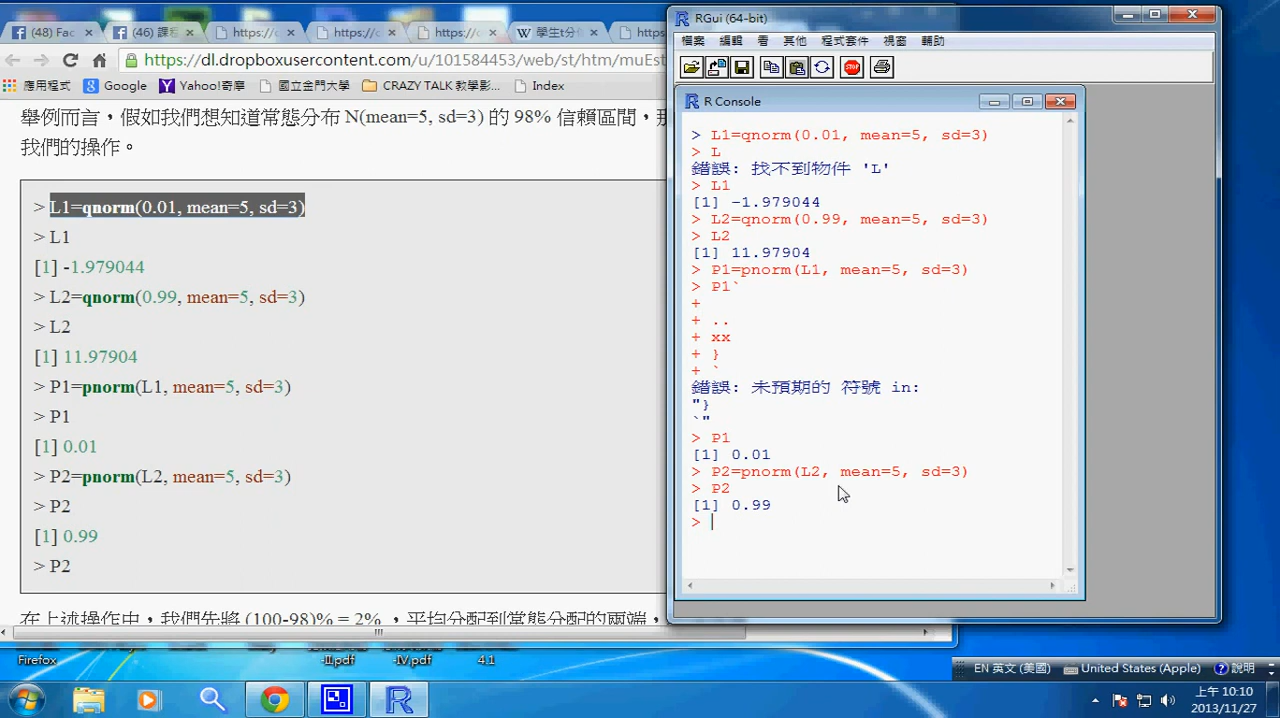 (48) Fac
(46) 課程
https://c
https://c
https://c
學生t分
https
https://dl.dropboxusercontent.com/u/101584453/web/st/htm/muEst
應用程式
Google
Yahoo!奇摩
國立金門大學
CRAZY TALK 教學影...
Index
舉例而言，假如我們想知道常態分布 N(mean=5, sd=3) 的 98% 信賴區間，
我們的操作。
> L1=qnorm(0.01, mean=5, sd=3)
> L1
[1] -1.979044
> L2=qnorm(0.99, mean=5, sd=3)
> L2
[1] 11.97904
> P1=pnorm(L1, mean=5, sd=3)
> P1
[1] 0.01
> P2=pnorm(L2, mean=5, sd=3)
> P2
[1] 0.99
> P2
在上述操作中，我們先將 (100-98)% = 2% ，平均分配到常態分配的兩端，
RGui (64-bit)
檔案 編輯 看 其他 程式套件 視窗 輔助
STOP
R Console
> L1=qnorm(0.01, mean=5, sd=3)
> L
錯誤: 找不到物件 'L'
> L1
[1] -1.979044
> L2=qnorm(0.99, mean=5, sd=3)
> L2
[1] 11.97904
> P1=pnorm(L1, mean=5, sd=3)
> P1`
+
+ ..
+ xx
+ }
+ `
錯誤: 未預期的 符號 in:
"}
`"
> P1
[1] 0.01
> P2=pnorm(L2, mean=5, sd=3)
> P2
[1] 0.99
>
Firefox
-II.pdf
-IV.pdf
4.1
EN 英文 (美國)
United States (Apple)
說明
上午 10:10
2013/11/27